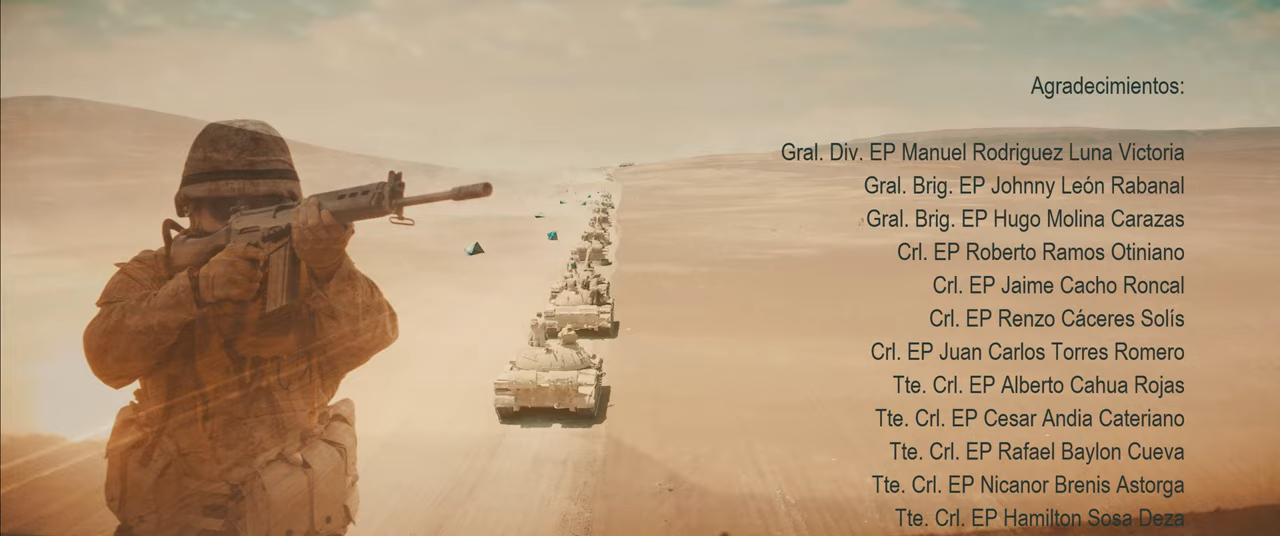 Agradecimientos:
Gral. Div. EP Manuel Rodriguez Luna Victoria
Gral. Brig. EP Johnny León Rabanal
Gral. Brig. EP Hugo Molina Carazas
Crl. EP Roberto Ramos Otiniano
Crl. EP Jaime Cacho Roncal
Crl. EP Renzo Cáceres Solís
Crl. EP Juan Carlos Torres Romero
Tte. Crl. EP Alberto Cahua Rojas
Tte. Crl. EP Cesar Andia Cateriano
Tte. Crl. EP Rafael Baylon Cueva
Tte. Crl. EP Nicanor Brenis Astorga
Tte. Crl. EP Hamilton Sosa Deza